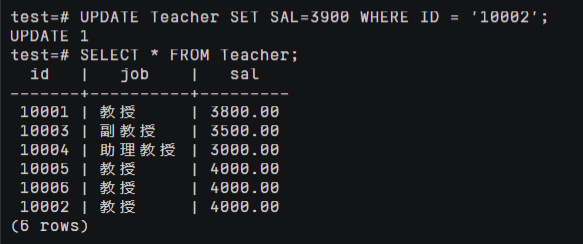 test=# UPDATE Teacher SET SAL=3900 WHERE ID = '10002';
UPDATE 1
test=# SELECT * FROM Teacher;
  id   |   job    |   sal
-------+----------+---------
 10001 | 教授     | 3800.00
 10003 | 副教授   | 3500.00
 10004 | 助理教授 | 3000.00
 10005 | 教授     | 4000.00
 10006 | 教授     | 4000.00
 10002 | 教授     | 4000.00
(6 rows)